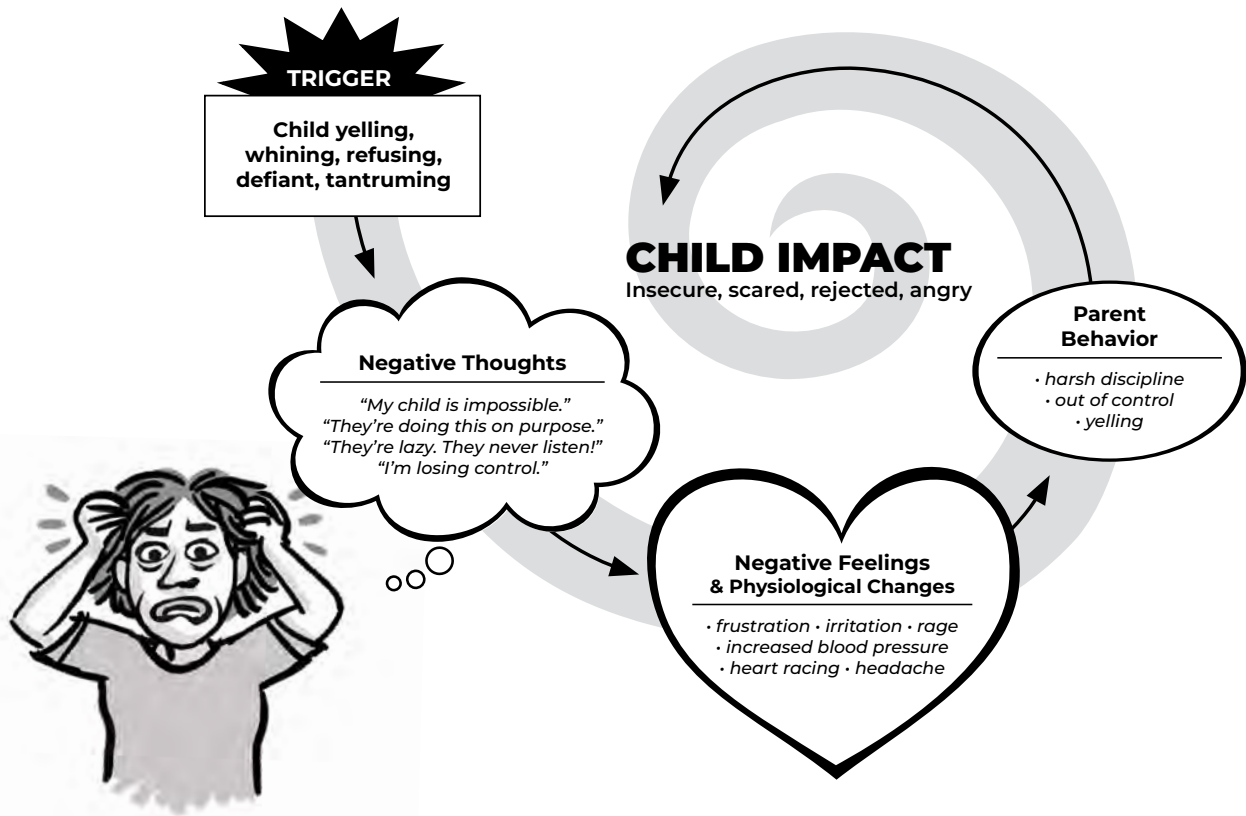 TRIGGER
Child yelling,
whining, refusing,
defiant, tantruming
Negative Thoughts
“My child is impossible.”
“They’re doing this on purpose.”
“They’re lazy. They never listen!”
“I’m losing control.”
Negative Feelings
& Physiological Changes
· frustration · irritation · rage
· increased blood pressure
· heart racing · headache
Parent
Behavior
· harsh discipline
· out of control
· yelling
CHILD IMPACT
Insecure, scared, rejected, angry